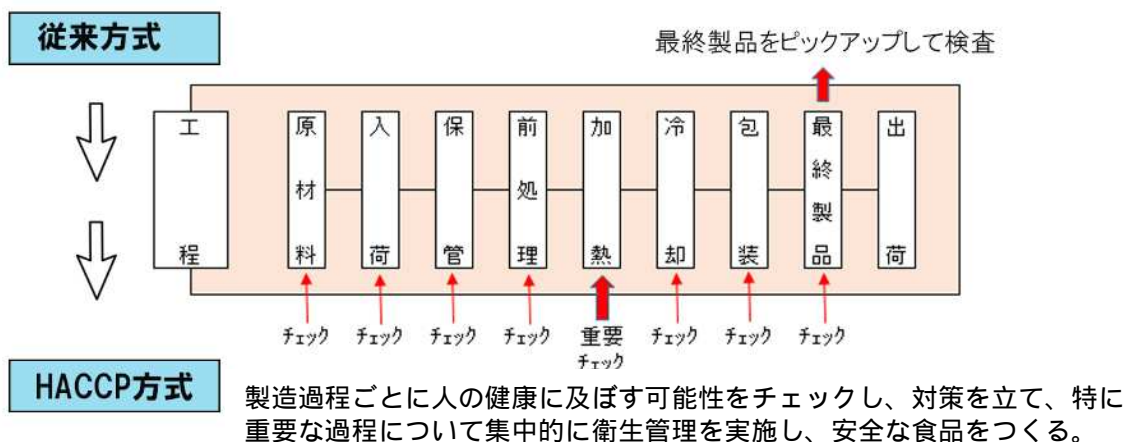 従来方式
最終製品をピックアップして検査
工程
原材料
入荷
保管
前処理
加熱
冷却
包装
最終製品
出荷
チェック
チェック
チェック
チェック
重要
チェック
チェック
チェック
チェック
HACCP方式
製造過程ごとに人の健康に及ぼす可能性をチェックし、対策を立て、特に
重要な過程について集中的に衛生管理を実施し、安全な食品をつくる。